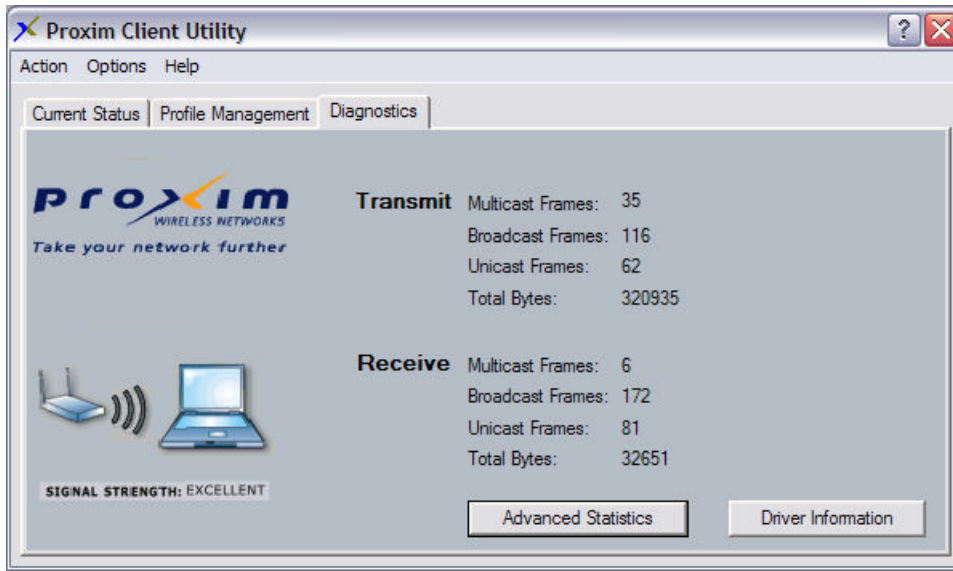 Proxim Client Utility
?
X
Action Options Help
Current Status Profile Management Diagnostics
proxim
WIRELESS NETWORKS
Take your network further
Transmit
Multicast Frames: 35
Broadcast Frames: 116
Unicast Frames: 62
Total Bytes: 320935
Receive
Multicast Frames: 6
Broadcast Frames: 172
Unicast Frames: 81
Total Bytes: 32651
SIGNAL STRENGTH: EXCELLENT
Advanced Statistics Driver Information